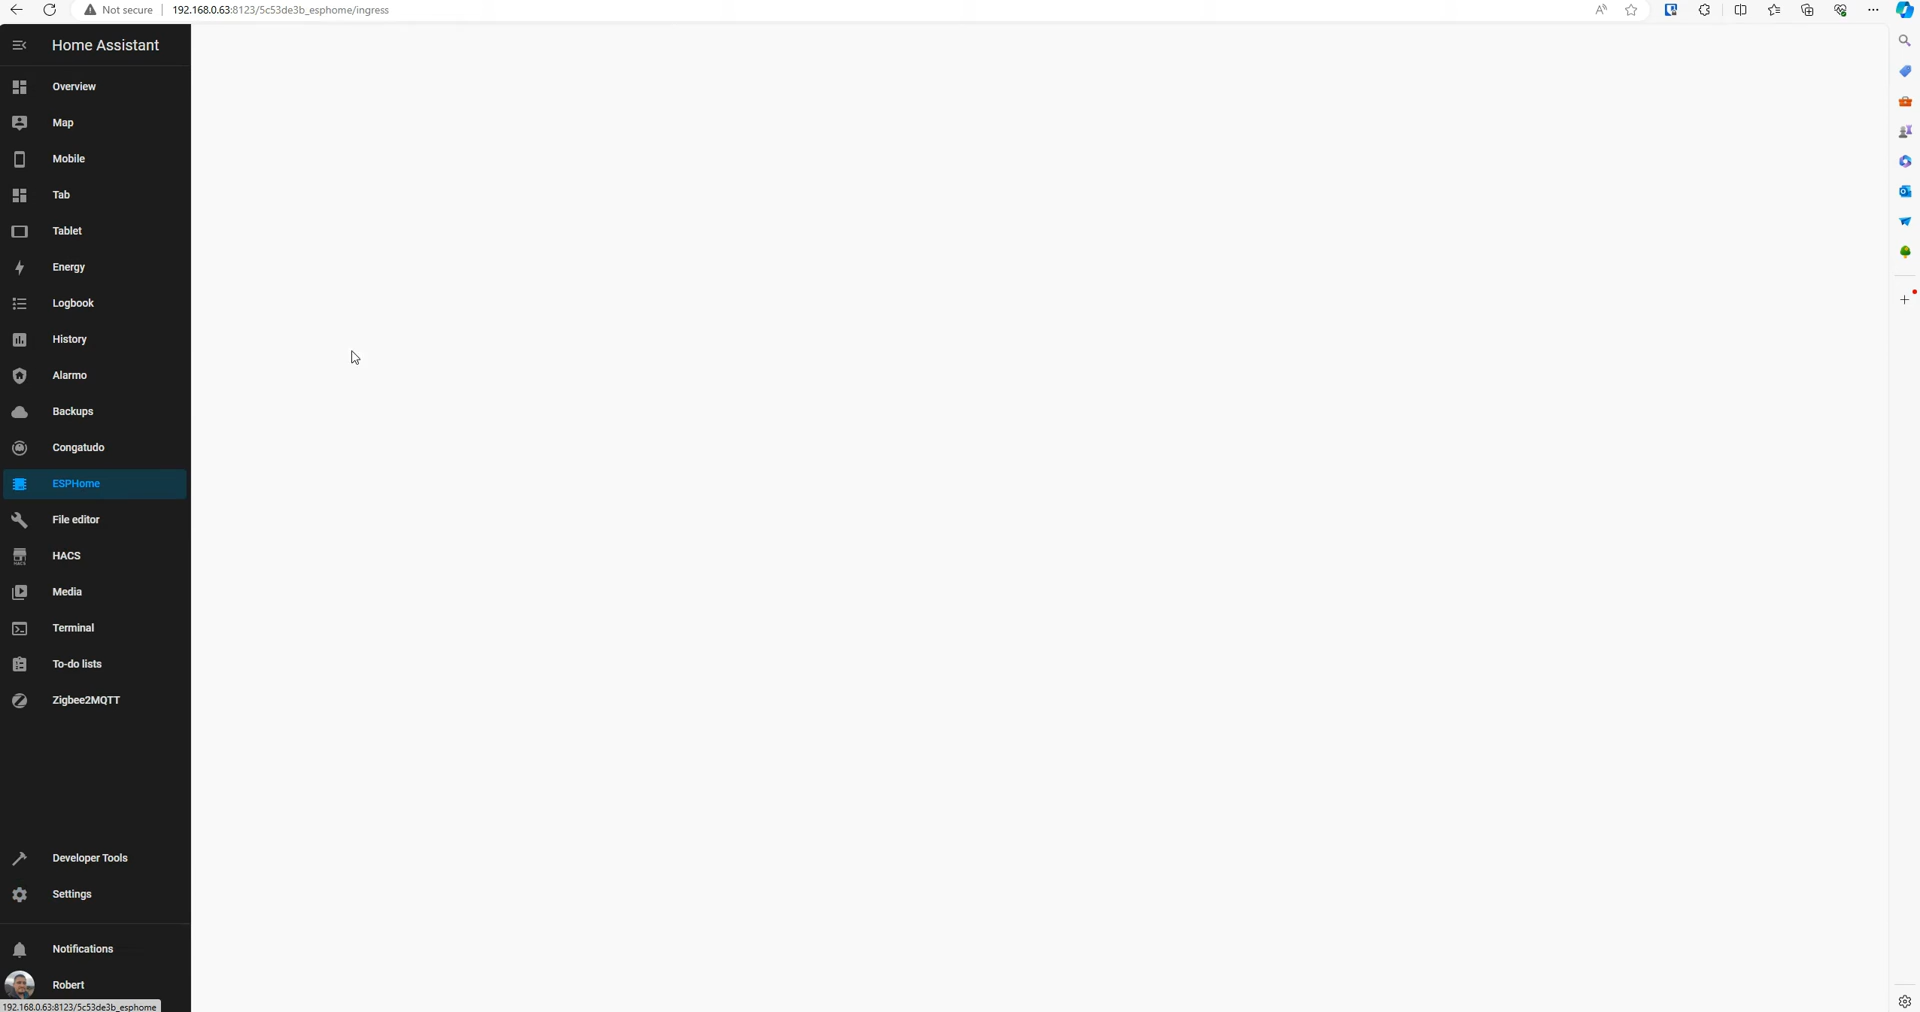 Not secure
192.168.0.63:8123/5c53de3b_esphome/ingress
Home Assistant
Overview
Map
Mobile
Tab
Tablet
Energy
Logbook
History
Alarmo
Backups
Congatudo
ESPHome
File editor
HACS
Media
Terminal
To-do lists
Zigbee2MQTT
Developer Tools
Settings
Notifications
Robert
192.168.0.63:8123/5c53de3b_esphome